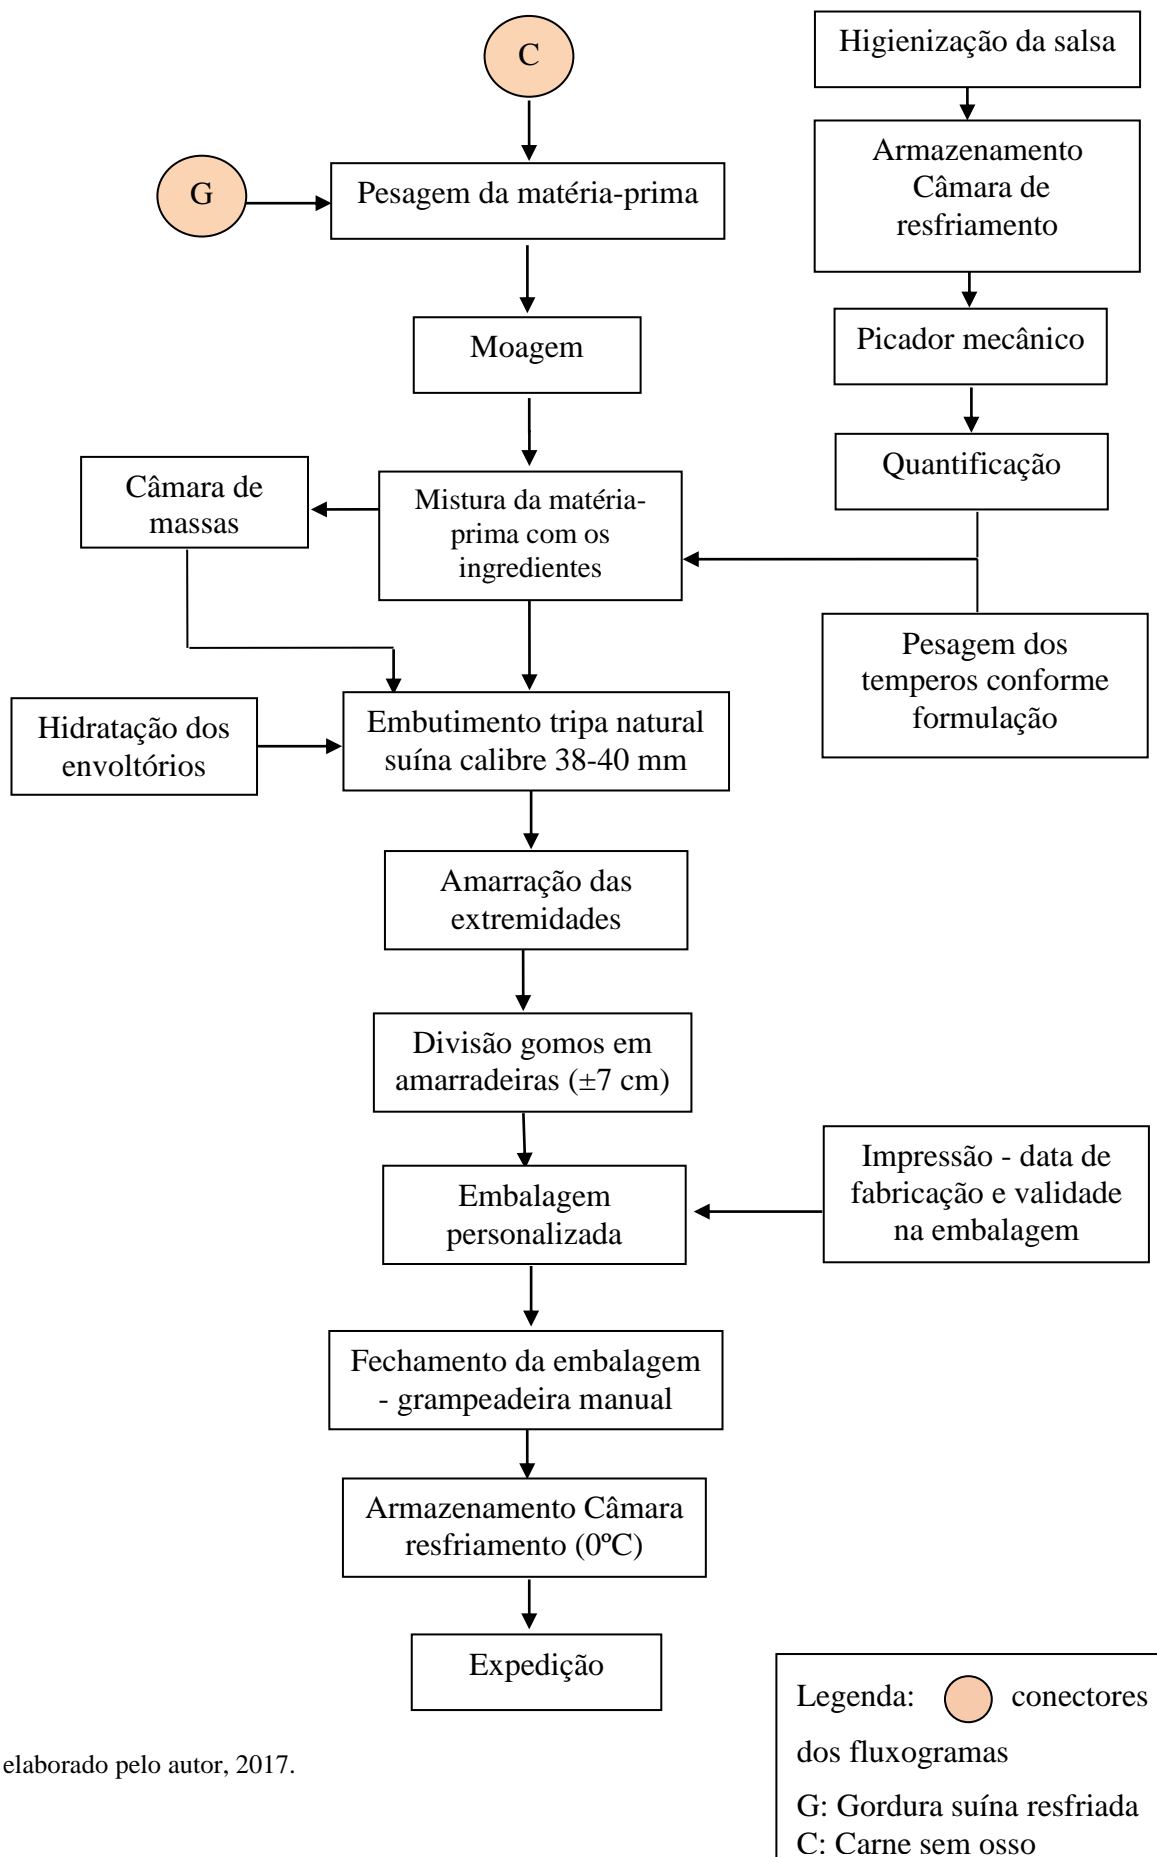 C
Higienização da salsa
G
Pesagem da matéria-prima
Armazenamento
Câmara de
resfriamento
Moagem
Picador mecânico
Câmara de
massas
Mistura da matéria-
prima com os
ingredientes
Quantificação
Pesagem dos
temperos conforme
formulação
Hidratação dos
envoltórios
Embutimento tripa natural
suína calibre 38-40 mm
Amarração das
extremidades
Divisão gomos em
amarradeiras (±7 cm)
Embalagem
personalizada
Impressão - data de
fabricação e validade
na embalagem
Fechamento da embalagem
- grampeadeira manual
Armazenamento Câmara
resfriamento (0ºC)
Expedição
elaborado pelo autor, 2017.
Legenda: conectores
dos fluxogramas
G: Gordura suína resfriada
C: Carne sem osso